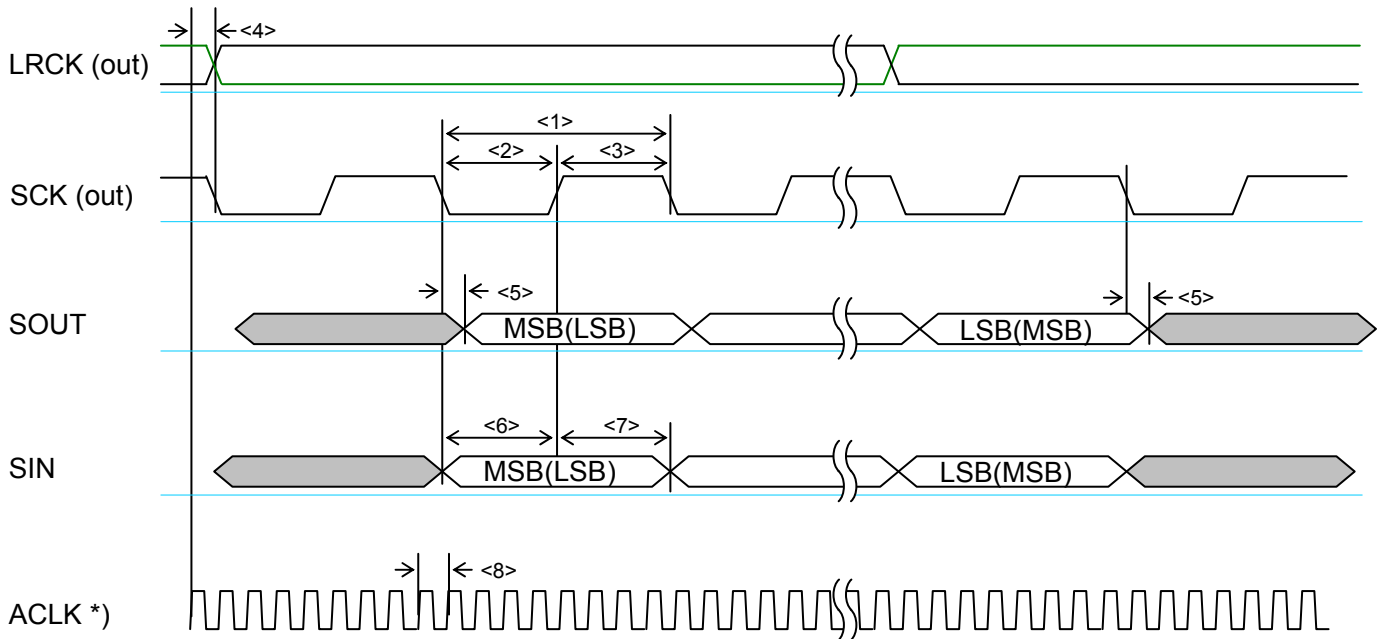 <4>
LRCK (out)
<1>
<2> <3>
SCK (out)
<5> <5>
SOUT MSB(LSB) LSB(MSB)
<6> <7>
SIN MSB(LSB) LSB(MSB)
<8>
ACLK *)